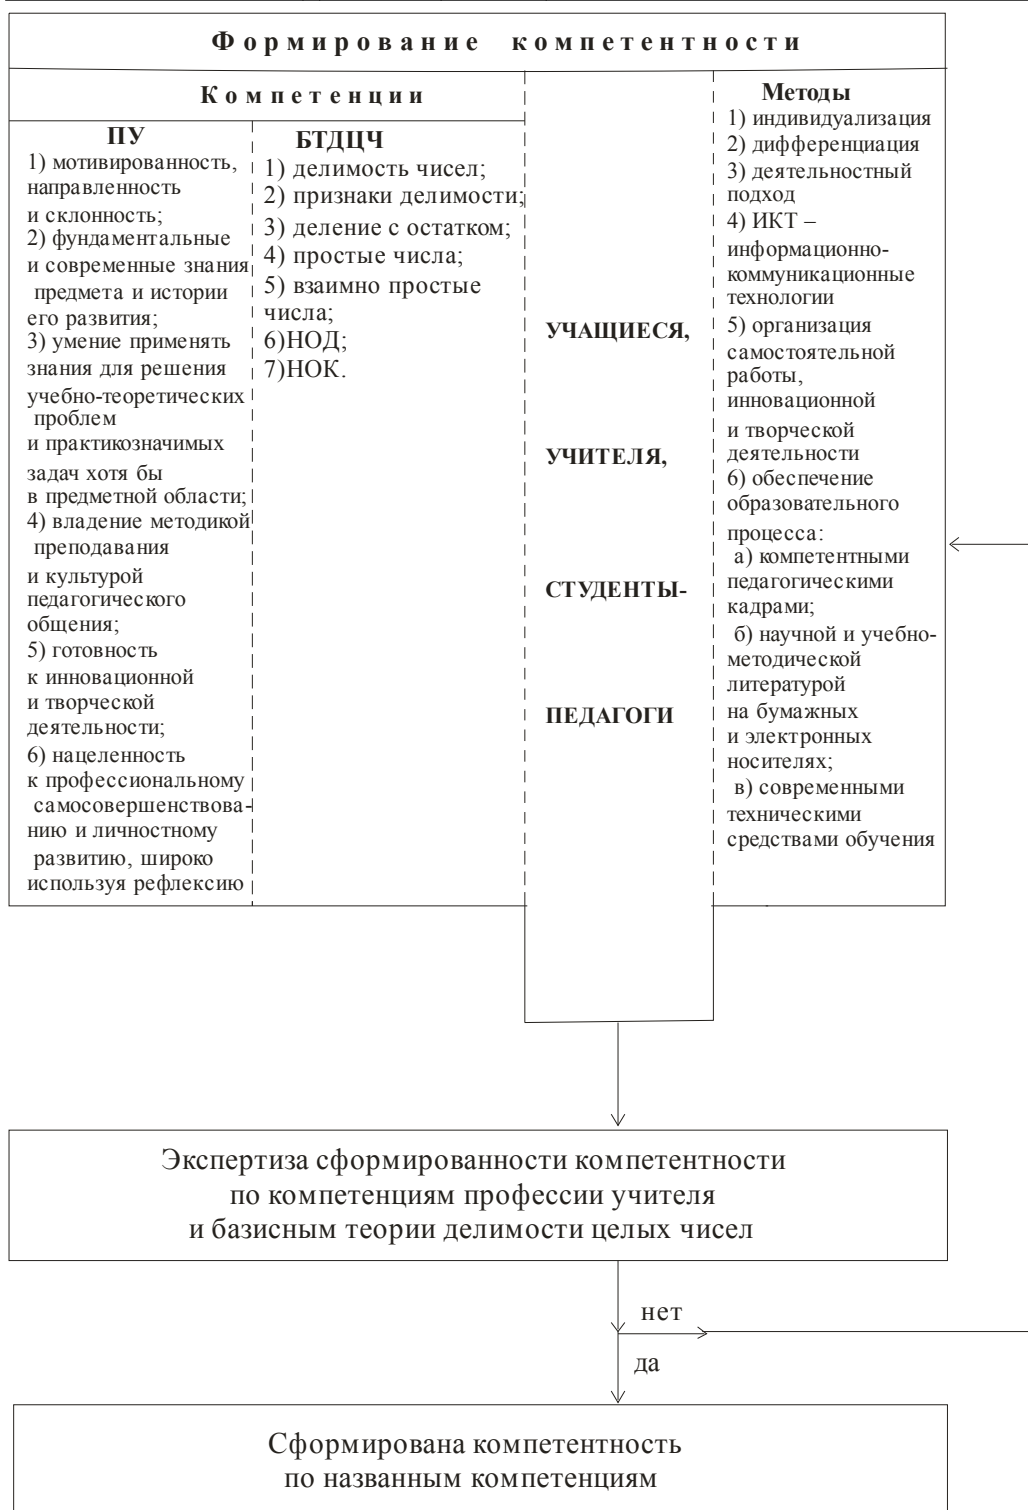 Формирование компетентности
Компетенции
ПУ
1) мотивированность,
направленность
и склонность;
2) фундаментальные
и современные знания
предмета и истории
его развития;
3) умение применять
знания для решения
учебно-теоретических
проблем
и практикозначимых
задач хотя бы
в предметной области;
4) владение методикой
преподавания
и культурой
педагогического
общения;
5) готовность
к инновационной
и творческой
деятельности;
6) нацеленность
к профессиональному
самосовершенствова-
нию и личностному
развитию, широко
используя рефлексию
БТДЦЧ
1) делимость чисел;
2) признаки делимости;
3) деление с остатком;
4) простые числа;
5) взаимно простые
числа;
6)НОД;
7)НОК.
УЧАЩИЕСЯ,
УЧИТЕЛЯ,
СТУДЕНТЫ-
ПЕДАГОГИ
Методы
1) индивидуализация
2) дифференциация
3) деятельностный
подход
4) ИКТ –
информационно-
коммуникационные
технологии
5) организация
самостоятельной
работы,
инновационной
и творческой
деятельности
6) обеспечение
образовательного
процесса:
а) компетентными
педагогическими
кадрами;
б) научной и учебно-
методической
литературой
на бумажных
и электронных
носителях;
в) современными
техническими
средствами обучения
Экспертиза сформированности компетентности
по компетенциям профессии учителя
и базисным теории делимости целых чисел
нет
да
Сформирована компетентность
по названным компетенциям